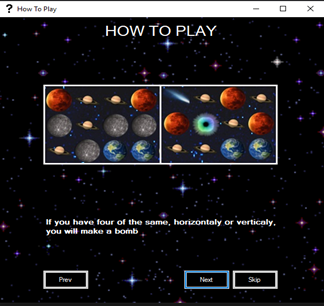 How To Play
HOW TO PLAY
If you have four of the same, horizontaly or verticaly,
you will make a bomb
Prev
Next
Skip